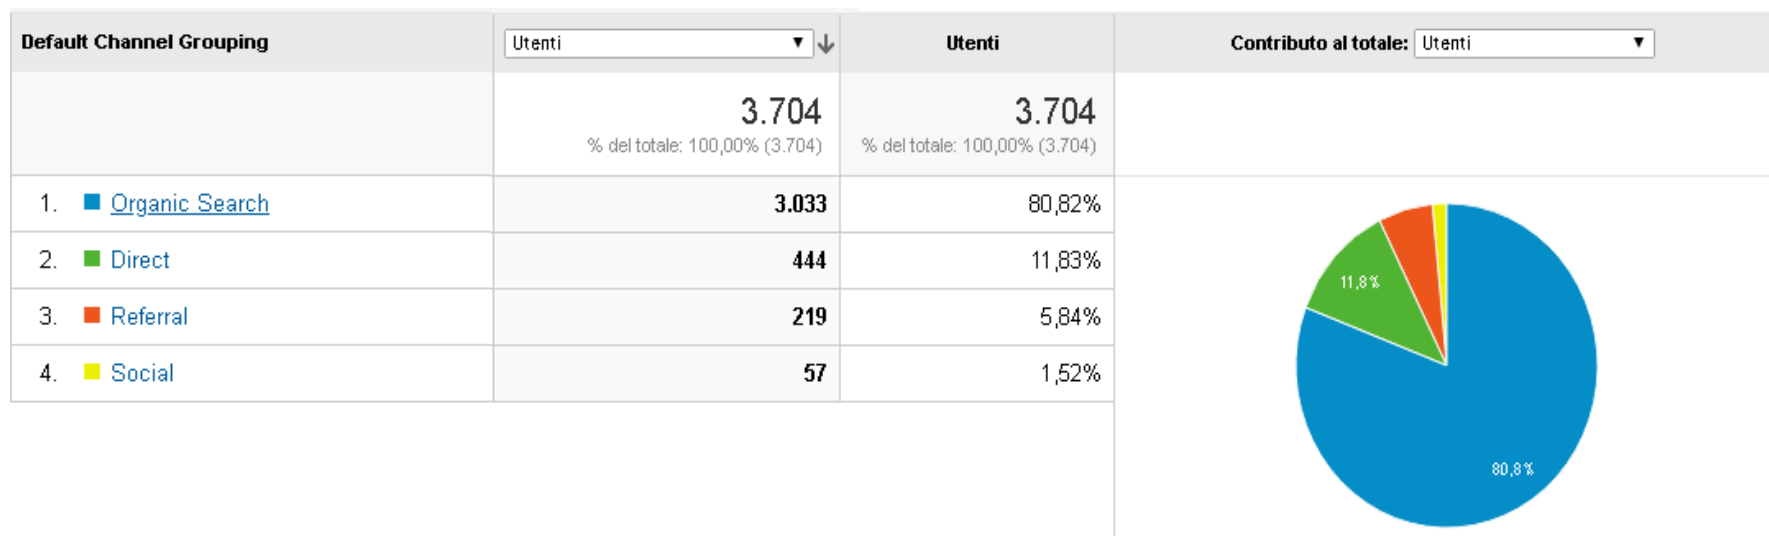 Default Channel Grouping Utenti Utenti Contributo al totale: Utenti
3.704 3.704
% del totale: 100,00% (3.704) % del totale: 100,00% (3.704)
1. Organic Search 3.033 80,82%
2. Direct 444 11,83%
3. Referral 219 5,84%
4. Social 57 1,52%
11,8%
80,8%